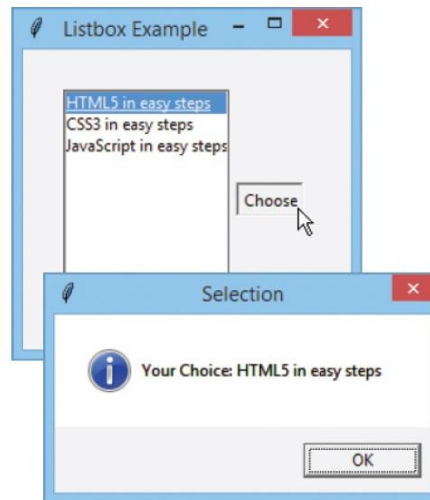 Listbox Example
HTML5 in easy steps
CSS3 in easy steps
JavaScript in easy steps
Choose
Selection
Your Choice: HTML5 in easy steps
OK